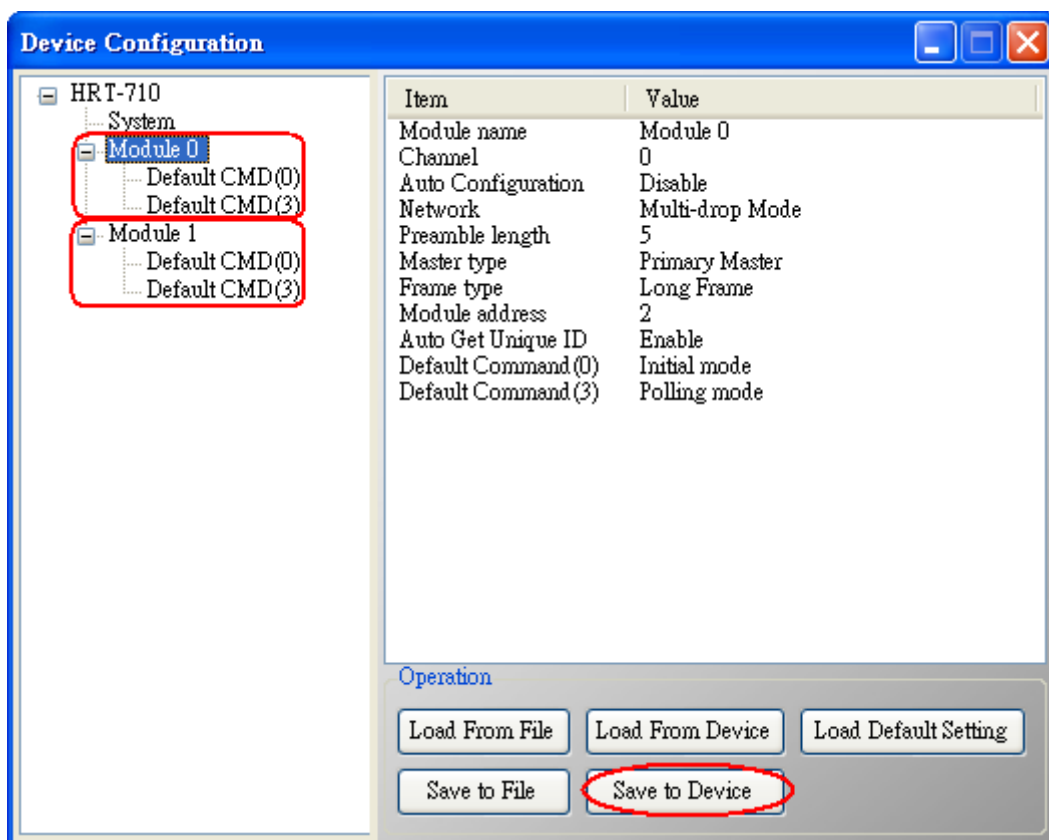 Device Configuration
HRT-710
System
Module 0
Default CMD(0)
Default CMD(3)
Module 1
Default CMD(0)
Default CMD(3)
Item Value
Module name Module 0
Channel 0
Auto Configuration Disable
Network Multi-drop Mode
Preamble length 5
Master type Primary Master
Frame type Long Frame
Module address 2
Auto Get Unique ID Enable
Default Command(0) Initial mode
Default Command(3) Polling mode
Operation
Load From File Load From Device Load Default Setting
Save to File Save to Device